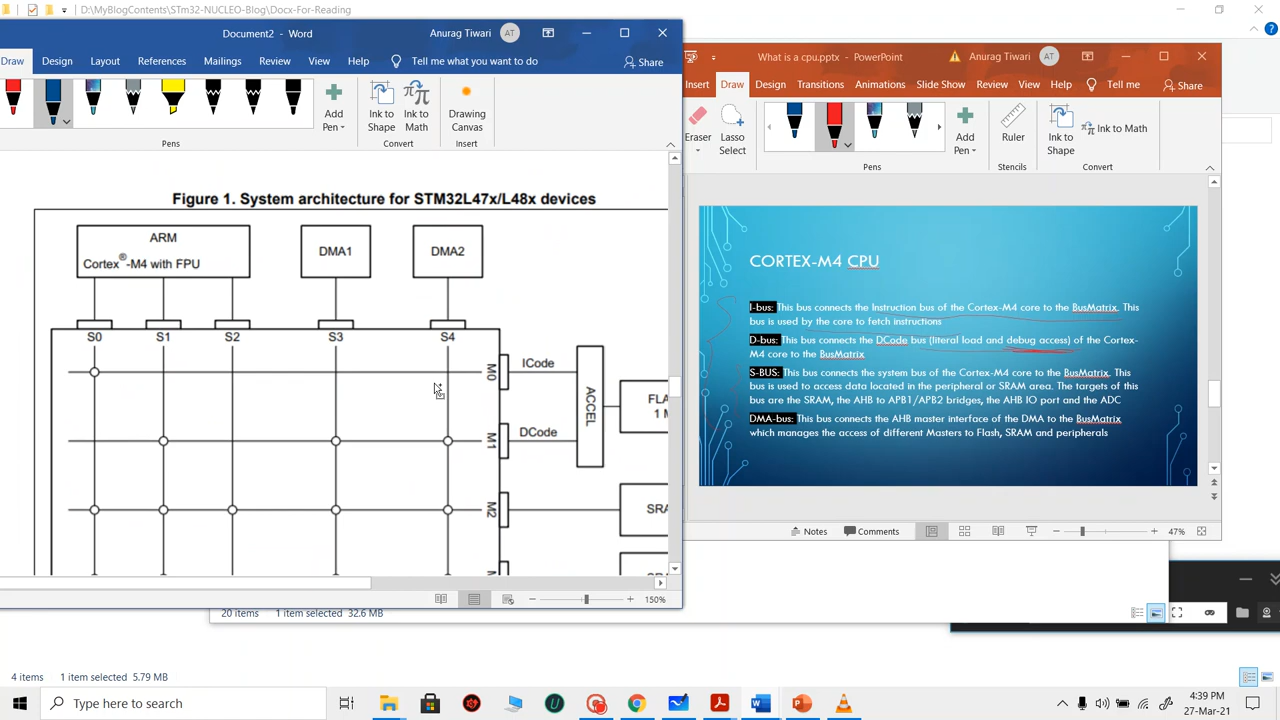 D:\MyBlogContents\STm32-NUCLEO-Blog\Docx-For-Reading
Document2 - Word
Anurag Tiwari AT
Draw Design Layout References Mailings Review View Help Tell me what you want to do Share
Add Pen
Ink to Shape
Ink to Math
Drawing Canvas
Pens Convert Insert
Figure 1. System architecture for STM32L47x/L48x devices
ARM
Cortex®-M4 with FPU
DMA1
DMA2
S0 S1 S2 S3 S4
M0
ICode
ACCEL
M1
DCode
M2
150%
What is a cpu.pptx - PowerPoint
Anurag Tiwari AT
Insert Draw Design Transitions Animations Slide Show Review View Help Tell me Share
Eraser
Lasso Select
Add Pen
Ruler
Ink to Shape
Ink to Math
Pens Stencils Convert
CORTEX-M4 CPU
I-bus: This bus connects the Instruction bus of the Cortex-M4 core to the BusMatrix. This
bus is used by the core to fetch instructions
D-bus: This bus connects the DCode bus (literal load and debug access) of the Cortex-
M4 core to the BusMatrix
S-BUS: This bus connects the system bus of the Cortex-M4 core to the BusMatrix. This
bus is used to access data located in the peripheral or SRAM area. The targets of this
bus are the SRAM, the AHB to APB1/APB2 bridges, the AHB IO port and the ADC
DMA-bus: This bus connects the AHB master interface of the DMA to the BusMatrix
which manages the access of different Masters to Flash, SRAM and peripherals
Notes Comments 47%
20 items 1 item selected 32.6 MB
4 items 1 item selected 5.79 MB
Type here to search
4:39 PM
27-Mar-21